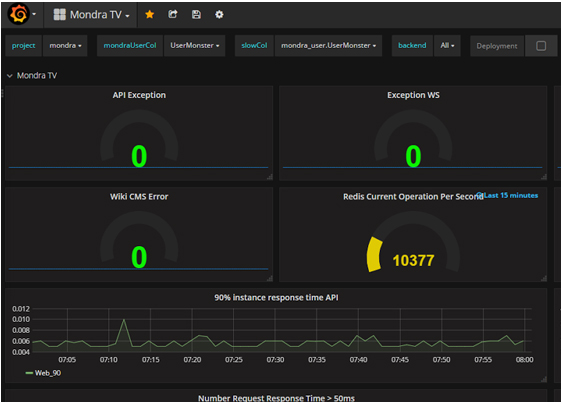 Mondra TV
project mondra mondraUserCol UserMonster slowCol mondra_user.UserMonster backend All Deployment
Mondra TV
API Exception Exception WS
0 0
Wiki CMS Error Redis Current Operation Per Second Last 15 minutes
0 10377
90% instance response time API
0.012
0.010
0.008
0.006
0.004
07:05 07:10 07:15 07:20 07:25 07:30 07:35 07:40 07:45 07:50 07:55 08:00
Web_90
Number Request Response Time > 50ms